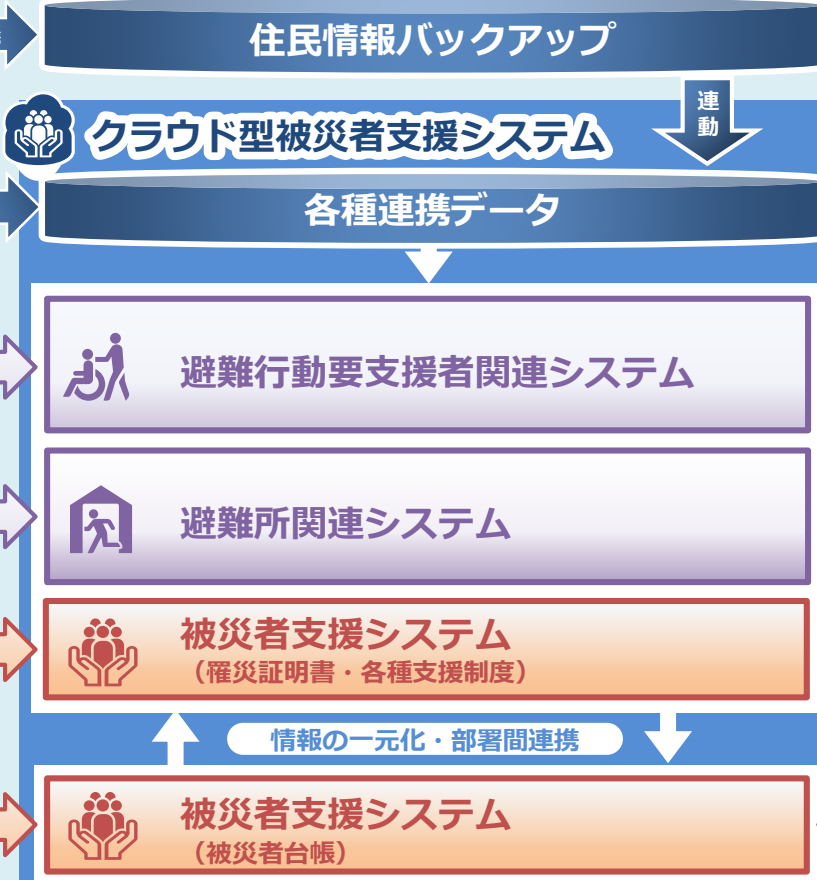 住民情報バックアップ
連動
クラウド型被災者支援システム
各種連携データ
避難行動要支援者関連システム
避難所関連システム
被災者支援システム
（罹災証明書・各種支援制度）
情報の一元化・部署間連携
被災者支援システム
（被災者台帳）